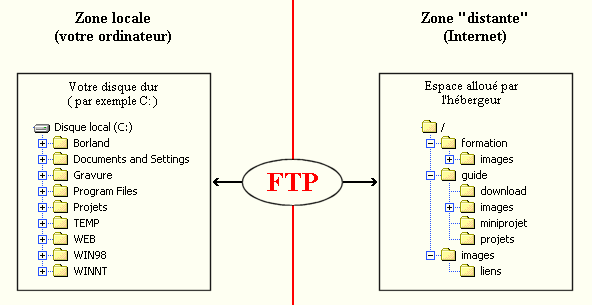 Zone locale
(votre ordinateur)
Zone "distante"
(Internet)
Votre disque dur
( par exemple C: )
Disque local (C:)
Borland
Documents and Settings
Gravure
Program Files
Projets
TEMP
WEB
WIN98
WINNT
FTP
Espace alloué par
l'hébergeur
/
formation
images
guide
download
images
miniprojet
projets
images
liens